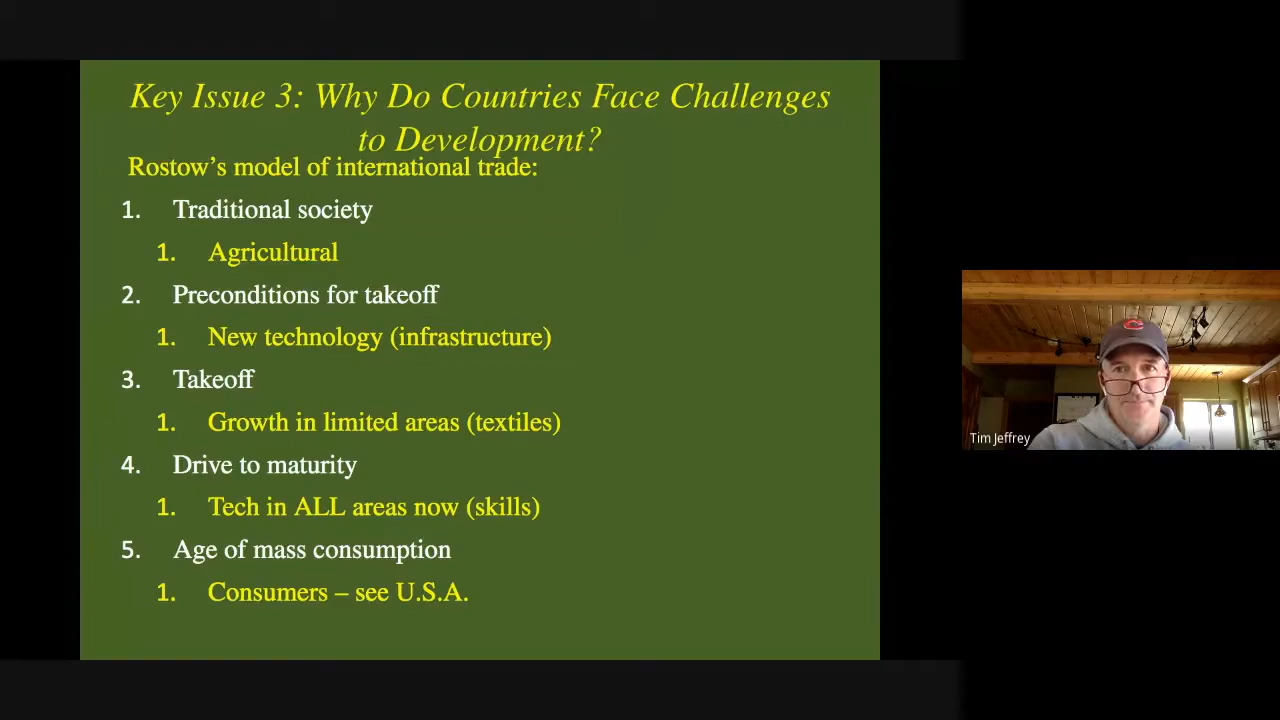 Key Issue 3: Why Do Countries Face Challenges
to Development?
Rostow’s model of international trade:
1. Traditional society
1. Agricultural
2. Preconditions for takeoff
1. New technology (infrastructure)
3. Takeoff
1. Growth in limited areas (textiles)
4. Drive to maturity
1. Tech in ALL areas now (skills)
5. Age of mass consumption
1. Consumers – see U.S.A.
Tim Jeffrey